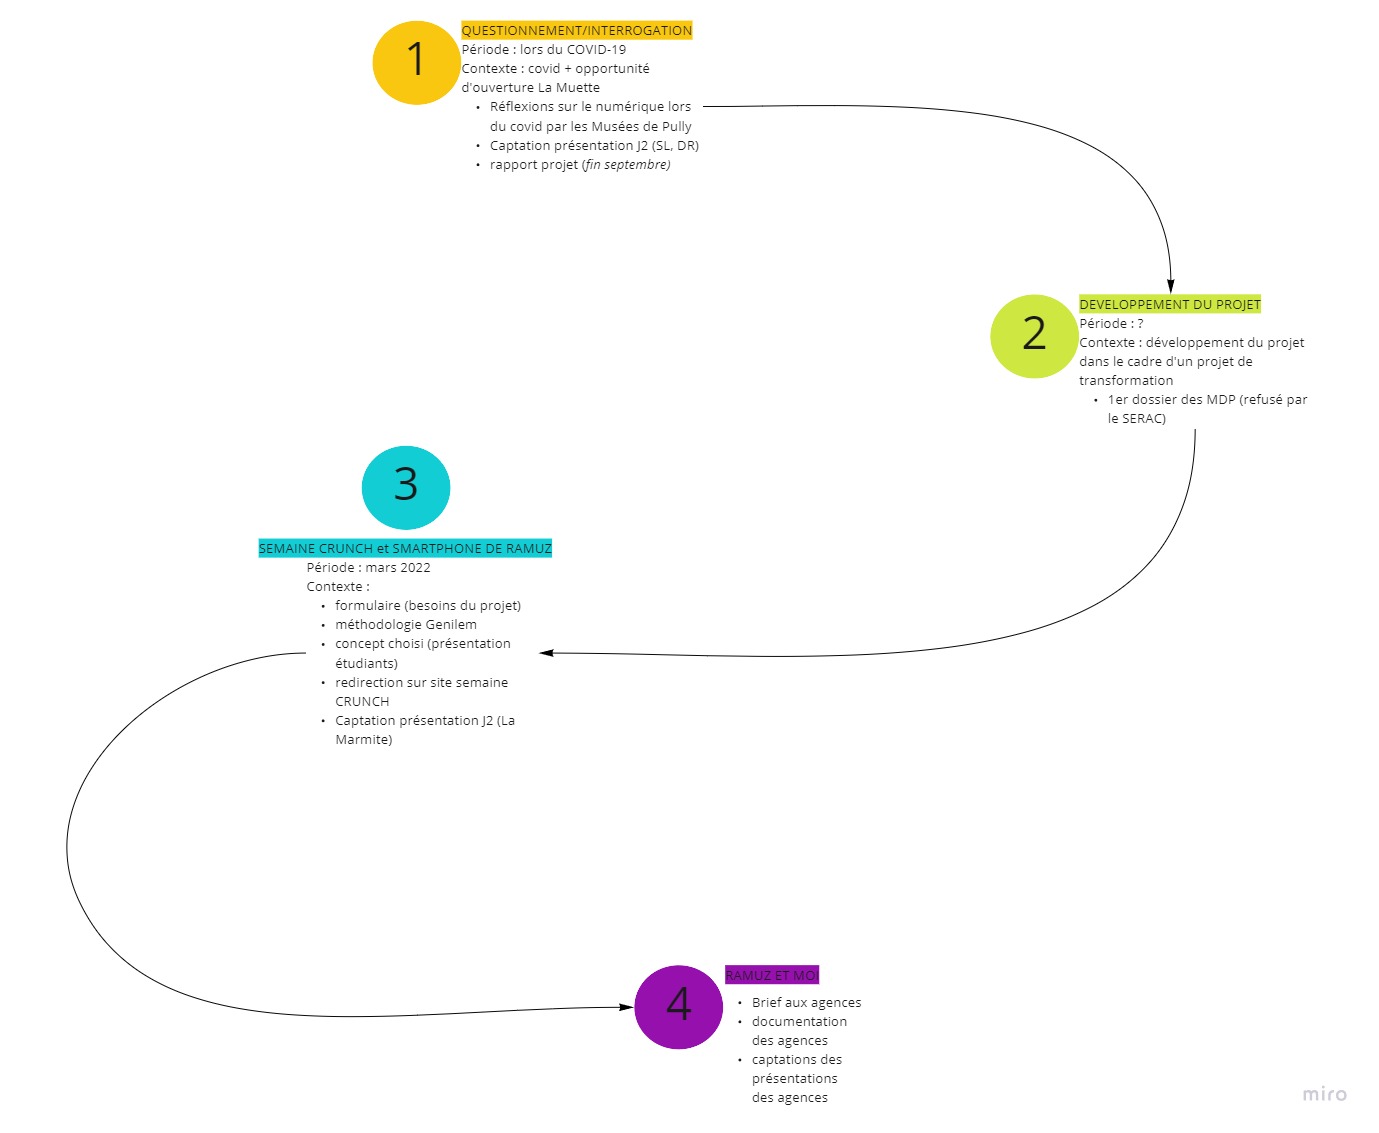 1
QUESTIONNEMENT/INTERROGATION
Période : lors du COVID-19
Contexte : covid + opportunité
d'ouverture La Muette
• Réflexions sur le numérique lors
du covid par les Musées de Pully
• Captation présentation J2 (SL, DR)
• rapport projet (fin septembre)
2
DEVELOPPEMENT DU PROJET
Période : ?
Contexte : développement du projet
dans le cadre d'un projet de
transformation
• 1er dossier des MDP (refusé par
le SERAC)
3
SEMAINE CRUNCH et SMARTPHONE DE RAMUZ
Période : mars 2022
Contexte :
• formulaire (besoins du projet)
• méthodologie Genilem
• concept choisi (présentation
étudiants)
• redirection sur site semaine
CRUNCH
• Captation présentation J2 (La
Marmite)
4
RAMUZ ET MOI
• Brief aux agences
• documentation
des agences
• captations des
présentations
des agences
miro